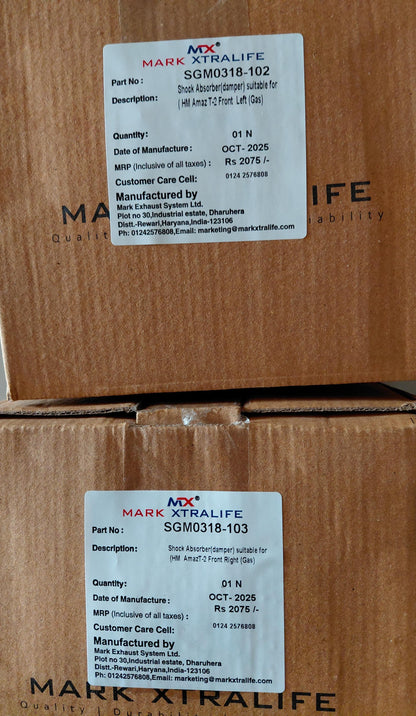 MX®
MARK XTRALIFE
Part No : SGM0318-102
Description: Shock Absorber(damper) suitable for
( HM Amaz T-2 Front Left (Gas)
Quantity: 01 N
Date of Manufacture : OCT- 2025
MRP (Inclusive of all taxes) : Rs 2075 /-
Customer Care Cell: 0124 2576808
Manufactured by
Mark Exhaust System Ltd.
Plot no 30,Industrial estate, Dharuhera
Distt.-Rewari,Haryana,India-123106
Ph: 01242576808,Email: marketing@markxtralife.com
MAR IFE
Quality ability
MX®
MARK XTRALIFE
Part No : SGM0318-103
Description: Shock Absorber(damper) suitable for
(HM AmazT-2 Front Right (Gas)
Quantity: 01 N
Date of Manufacture : OCT- 2025
MRP (Inclusive of all taxes) : Rs 2075 /-
Customer Care Cell: 0124 2576808
Manufactured by
Mark Exhaust System Ltd.
Plot no 30,Industrial estate, Dharuhera
Distt.-Rewari,Haryana,India-123106
Ph: 01242576808,Email: marketing@markxtralife.com
MARK XTRALIFE
Quality |